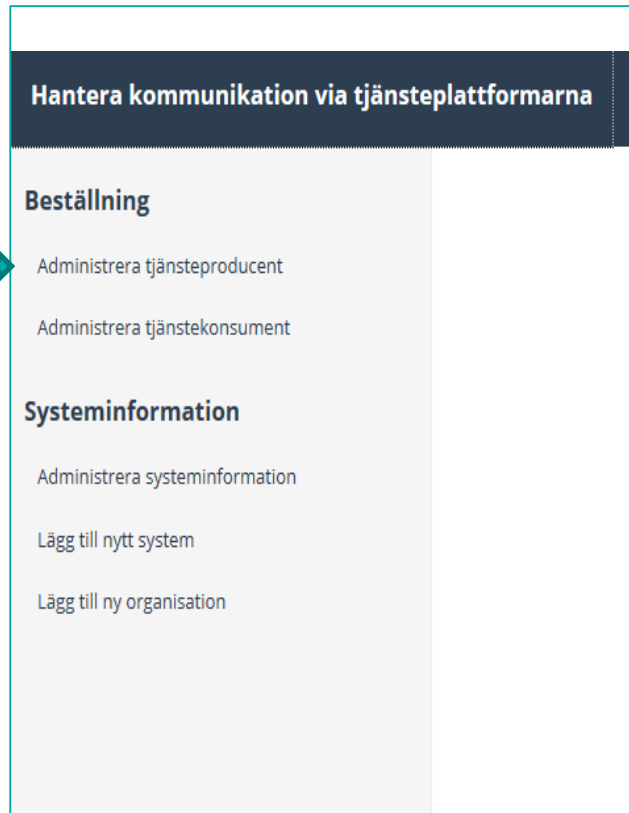 Hantera kommunikation via tjänsteplattformarna
Beställning
Administrera tjänsteproducent
Administrera tjänstekonsument
Systeminformation
Administrera systeminformation
Lägg till nytt system
Lägg till ny organisation